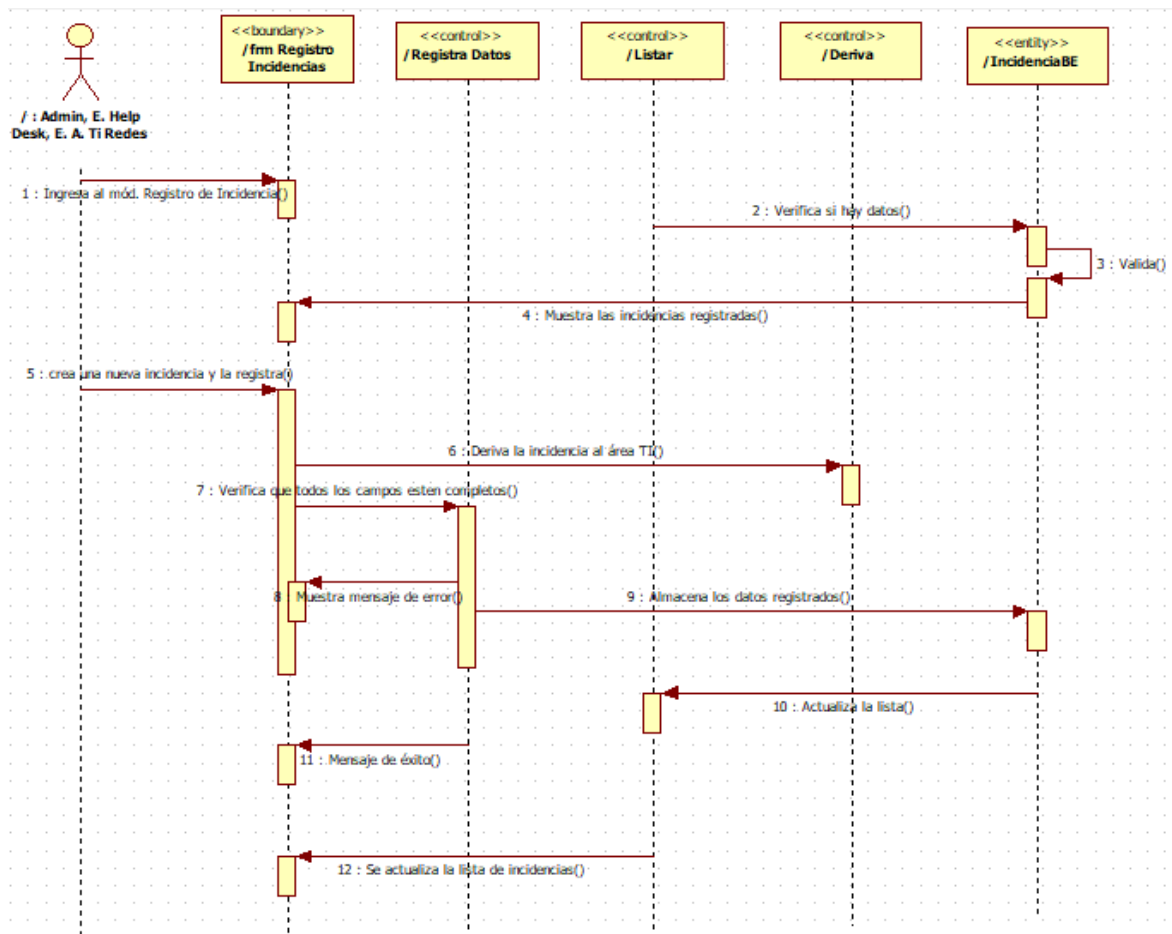 <<boundary>>
/frm Registro
Incidencias
<<control>>
/Registra Datos
<<control>>
/Listar
<<control>>
/Deriva
<<entity>>
/IncidenciaBE
/ : Admin, E. Help
Desk, E. A. Ti Redes
1 : Ingresa al mód. Registro de Incidencia()
2 : Verifica si hay datos()
3 : Valida()
4 : Muestra las incidencias registradas()
5 : crea una nueva incidencia y la registra()
6 : Deriva la incidencia al área TI()
7 : Verifica que todos los campos esten completos()
8 : Muestra mensaje de error()
9 : Almacena los datos registrados()
10 : Actualiza la lista()
11 : Mensaje de éxito()
12 : Se actualiza la lista de incidencias()